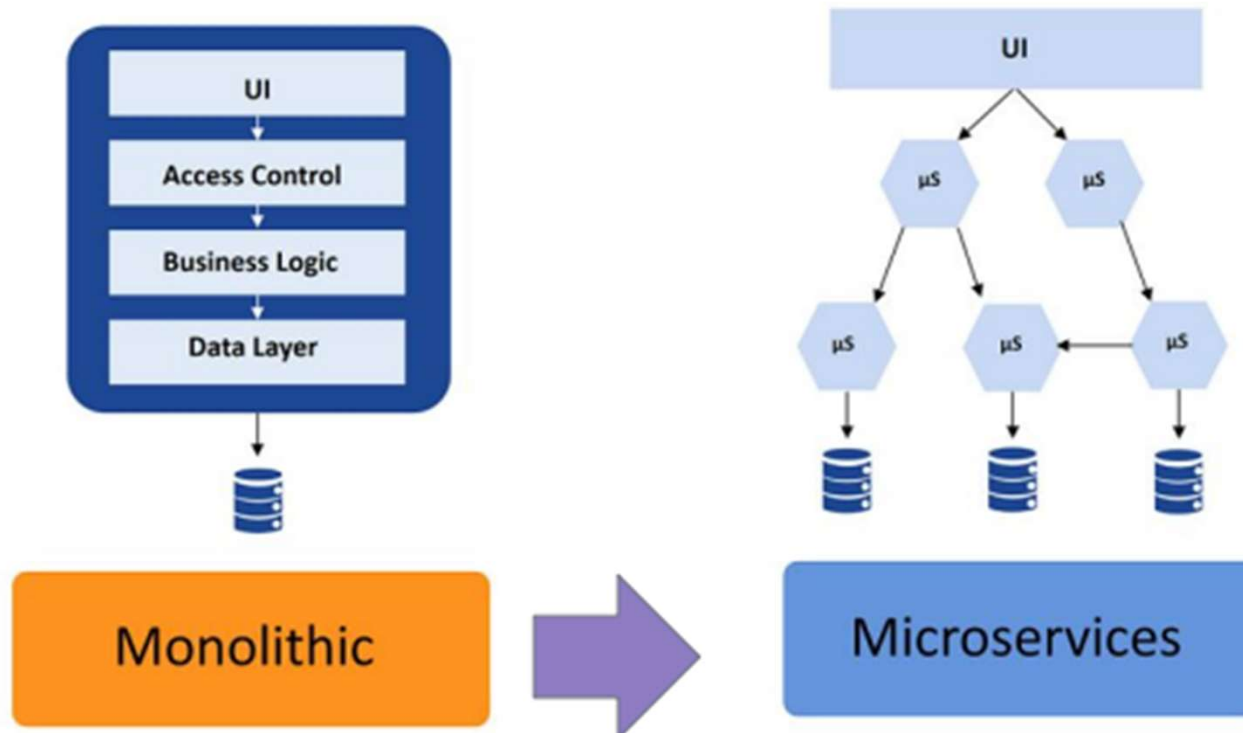 UI
Access Control
Business Logic
Data Layer
Monolithic
UI
µS
µS
µS
µS
µS
Microservices